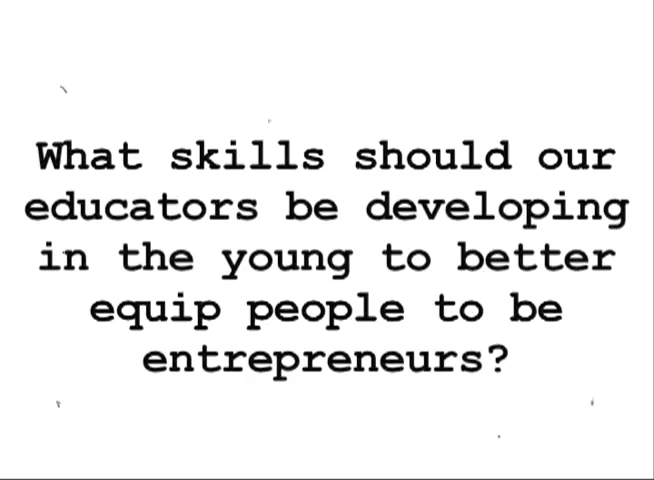 What skills should our
educators be developing
in the young to better
equip people to be
entrepreneurs?